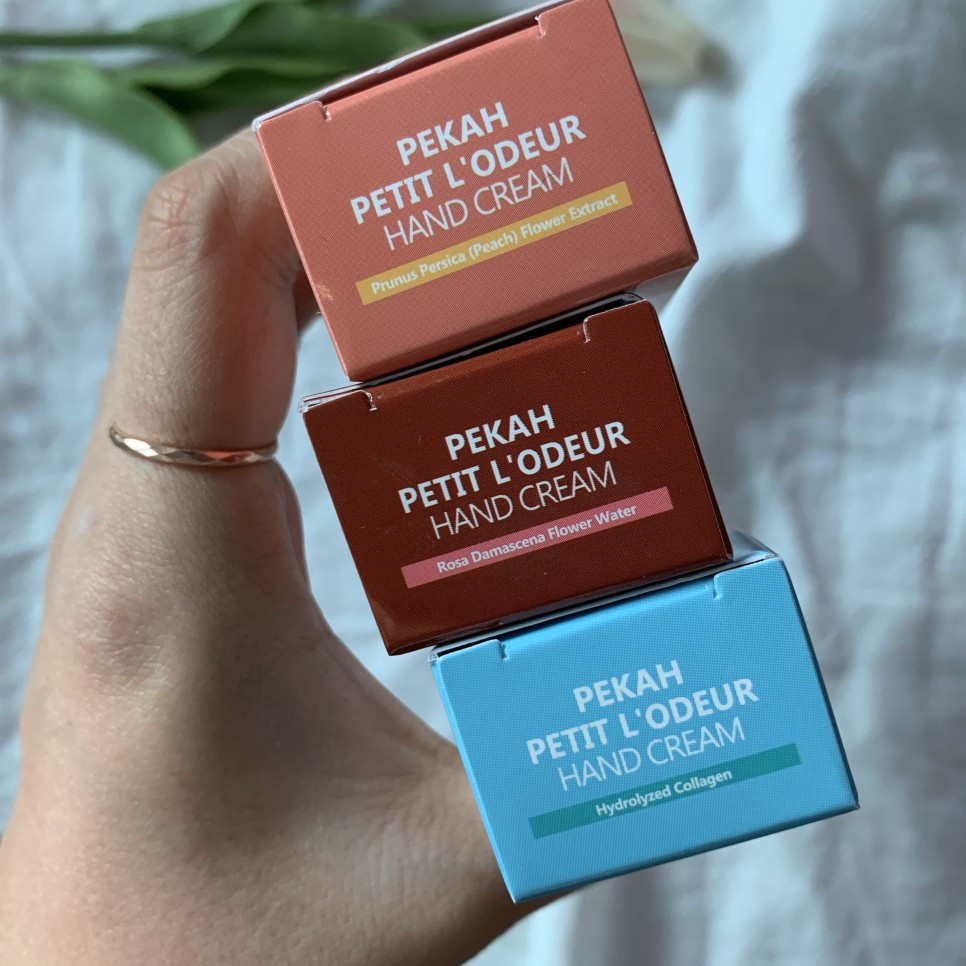 PEKAH
PETIT L'ODEUR
HAND CREAM
Prunus Persica (Peach) Flower Extract
PEKAH
PETIT L'ODEUR
HAND CREAM
Rosa Damascena Flower Water
PEKAH
PETIT L'ODEUR
HAND CREAM
Hydrolyzed Collagen